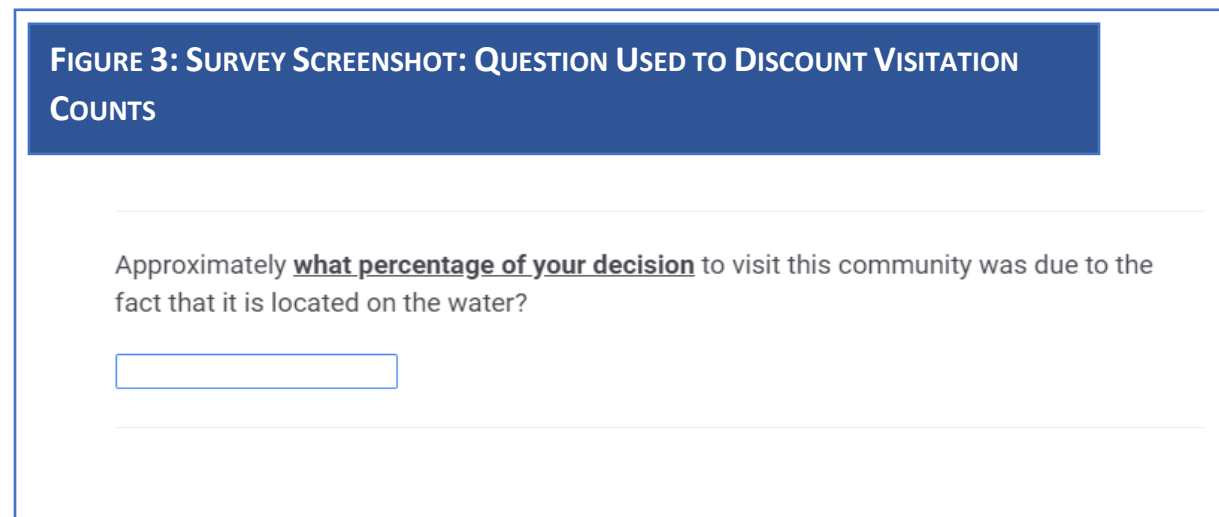 FIGURE 3: SURVEY SCREENSHOT: QUESTION USED TO DISCOUNT VISITATION
COUNTS
Approximately what percentage of your decision to visit this community was due to the
fact that it is located on the water?